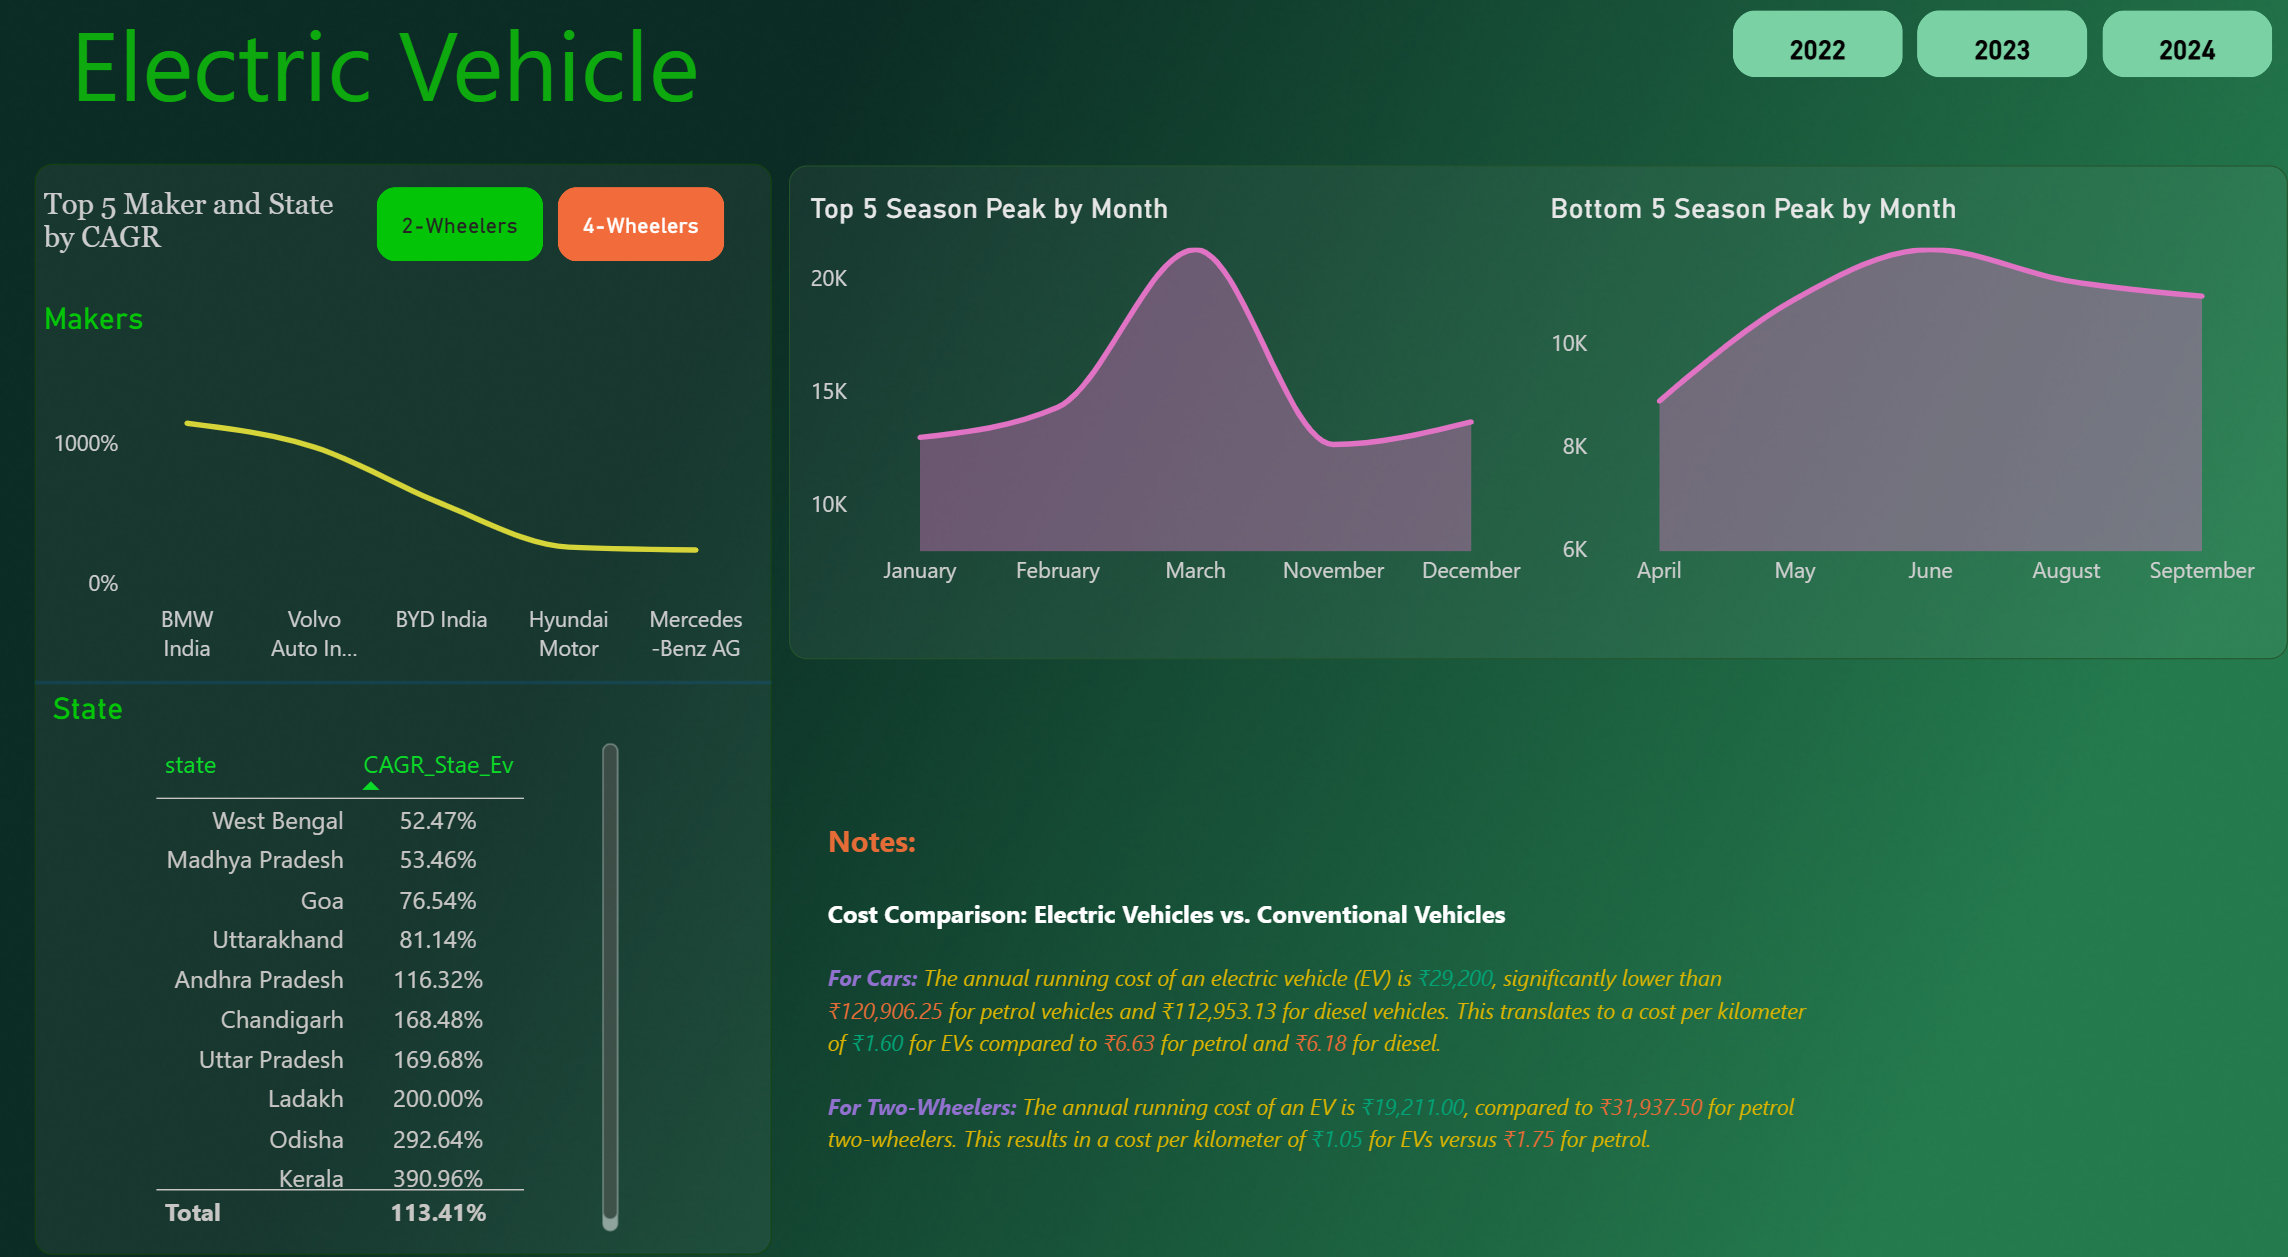 Electric Vehicle
2022
2023
2024
Top 5 Maker and State
by CAGR
2-Wheelers
4-Wheelers
Makers
1000%
0%
BMW
India
Volvo
Auto In...
BYD India
Hyundai
Motor
Mercedes
-Benz AG
State
state CAGR_Stae_Ev
West Bengal 52.47%
Madhya Pradesh 53.46%
Goa 76.54%
Uttarakhand 81.14%
Andhra Pradesh 116.32%
Chandigarh 168.48%
Uttar Pradesh 169.68%
Ladakh 200.00%
Odisha 292.64%
Kerala 390.96%
Total 113.41%
Top 5 Season Peak by Month
20K
15K
10K
January February March November December
Bottom 5 Season Peak by Month
10K
8K
6K
April May June August September
Notes:
Cost Comparison: Electric Vehicles vs. Conventional Vehicles
For Cars: The annual running cost of an electric vehicle (EV) is ₹29,200, significantly lower than
₹120,906.25 for petrol vehicles and ₹112,953.13 for diesel vehicles. This translates to a cost per kilometer
of ₹1.60 for EVs compared to ₹6.63 for petrol and ₹6.18 for diesel.
For Two-Wheelers: The annual running cost of an EV is ₹19,211.00, compared to ₹31,937.50 for petrol
two-wheelers. This results in a cost per kilometer of ₹1.05 for EVs versus ₹1.75 for petrol.